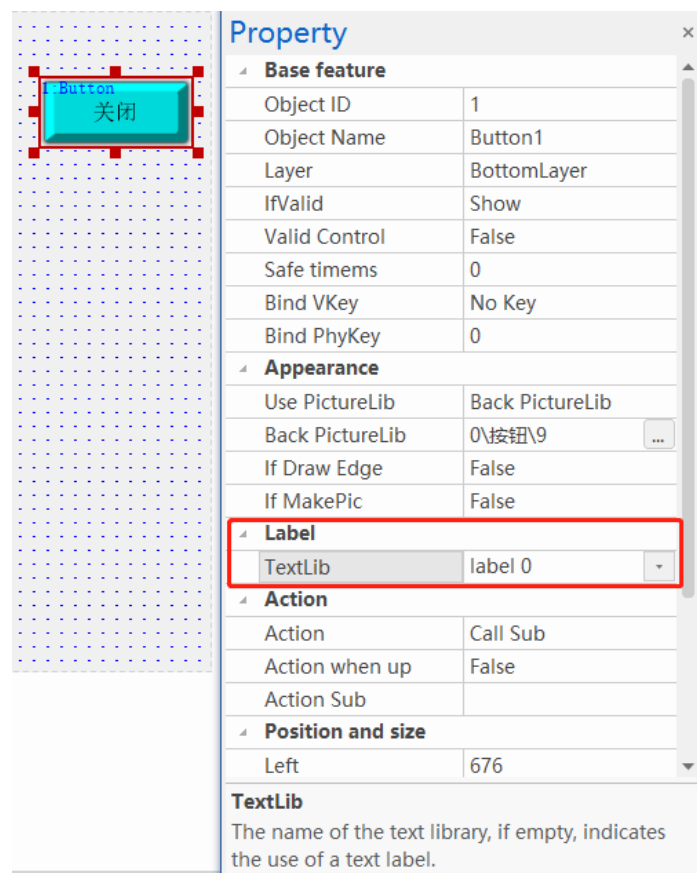 1:Button
关闭
Property
Base feature
Object ID 1
Object Name Button1
Layer BottomLayer
IfValid Show
Valid Control False
Safe timems 0
Bind VKey No Key
Bind PhyKey 0
Appearance
Use PictureLib Back PictureLib
Back PictureLib 0\按钮\9 ...
If Draw Edge False
If MakePic False
Label
TextLib label 0
Action
Action Call Sub
Action when up False
Action Sub
Position and size
Left 676
TextLib
The name of the text library, if empty, indicates
the use of a text label.